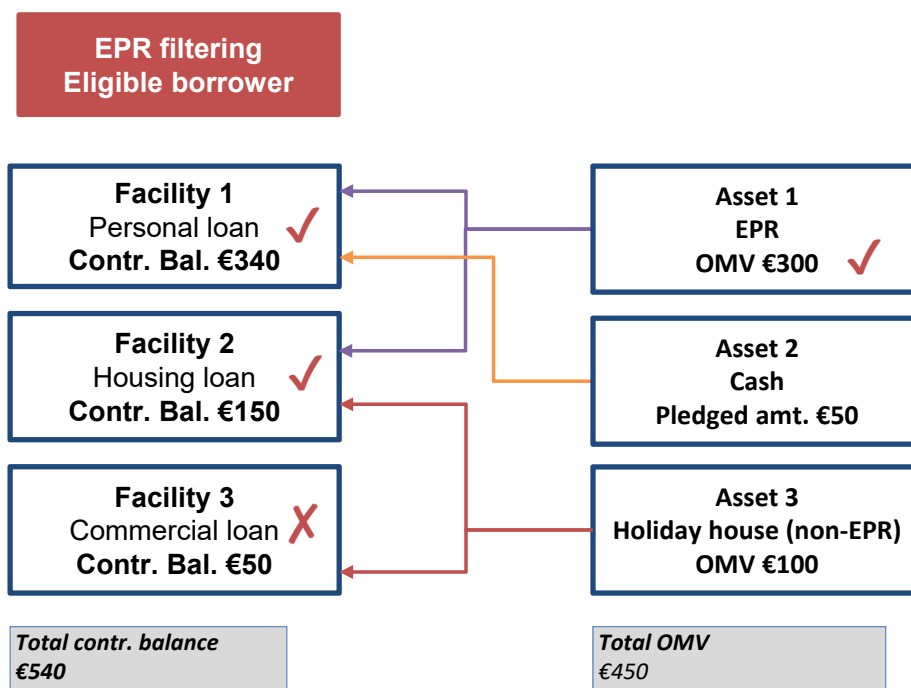 EPR filtering
Eligible borrower
Facility 1
Personal loan
Contr. Bal. €340
Asset 1
EPR
OMV €300
Facility 2
Housing loan
Contr. Bal. €150
Asset 2
Cash
Pledged amt. €50
Facility 3
Commercial loan
Contr. Bal. €50
Asset 3
Holiday house (non-EPR)
OMV €100
Total contr. balance
€540
Total OMV
€450